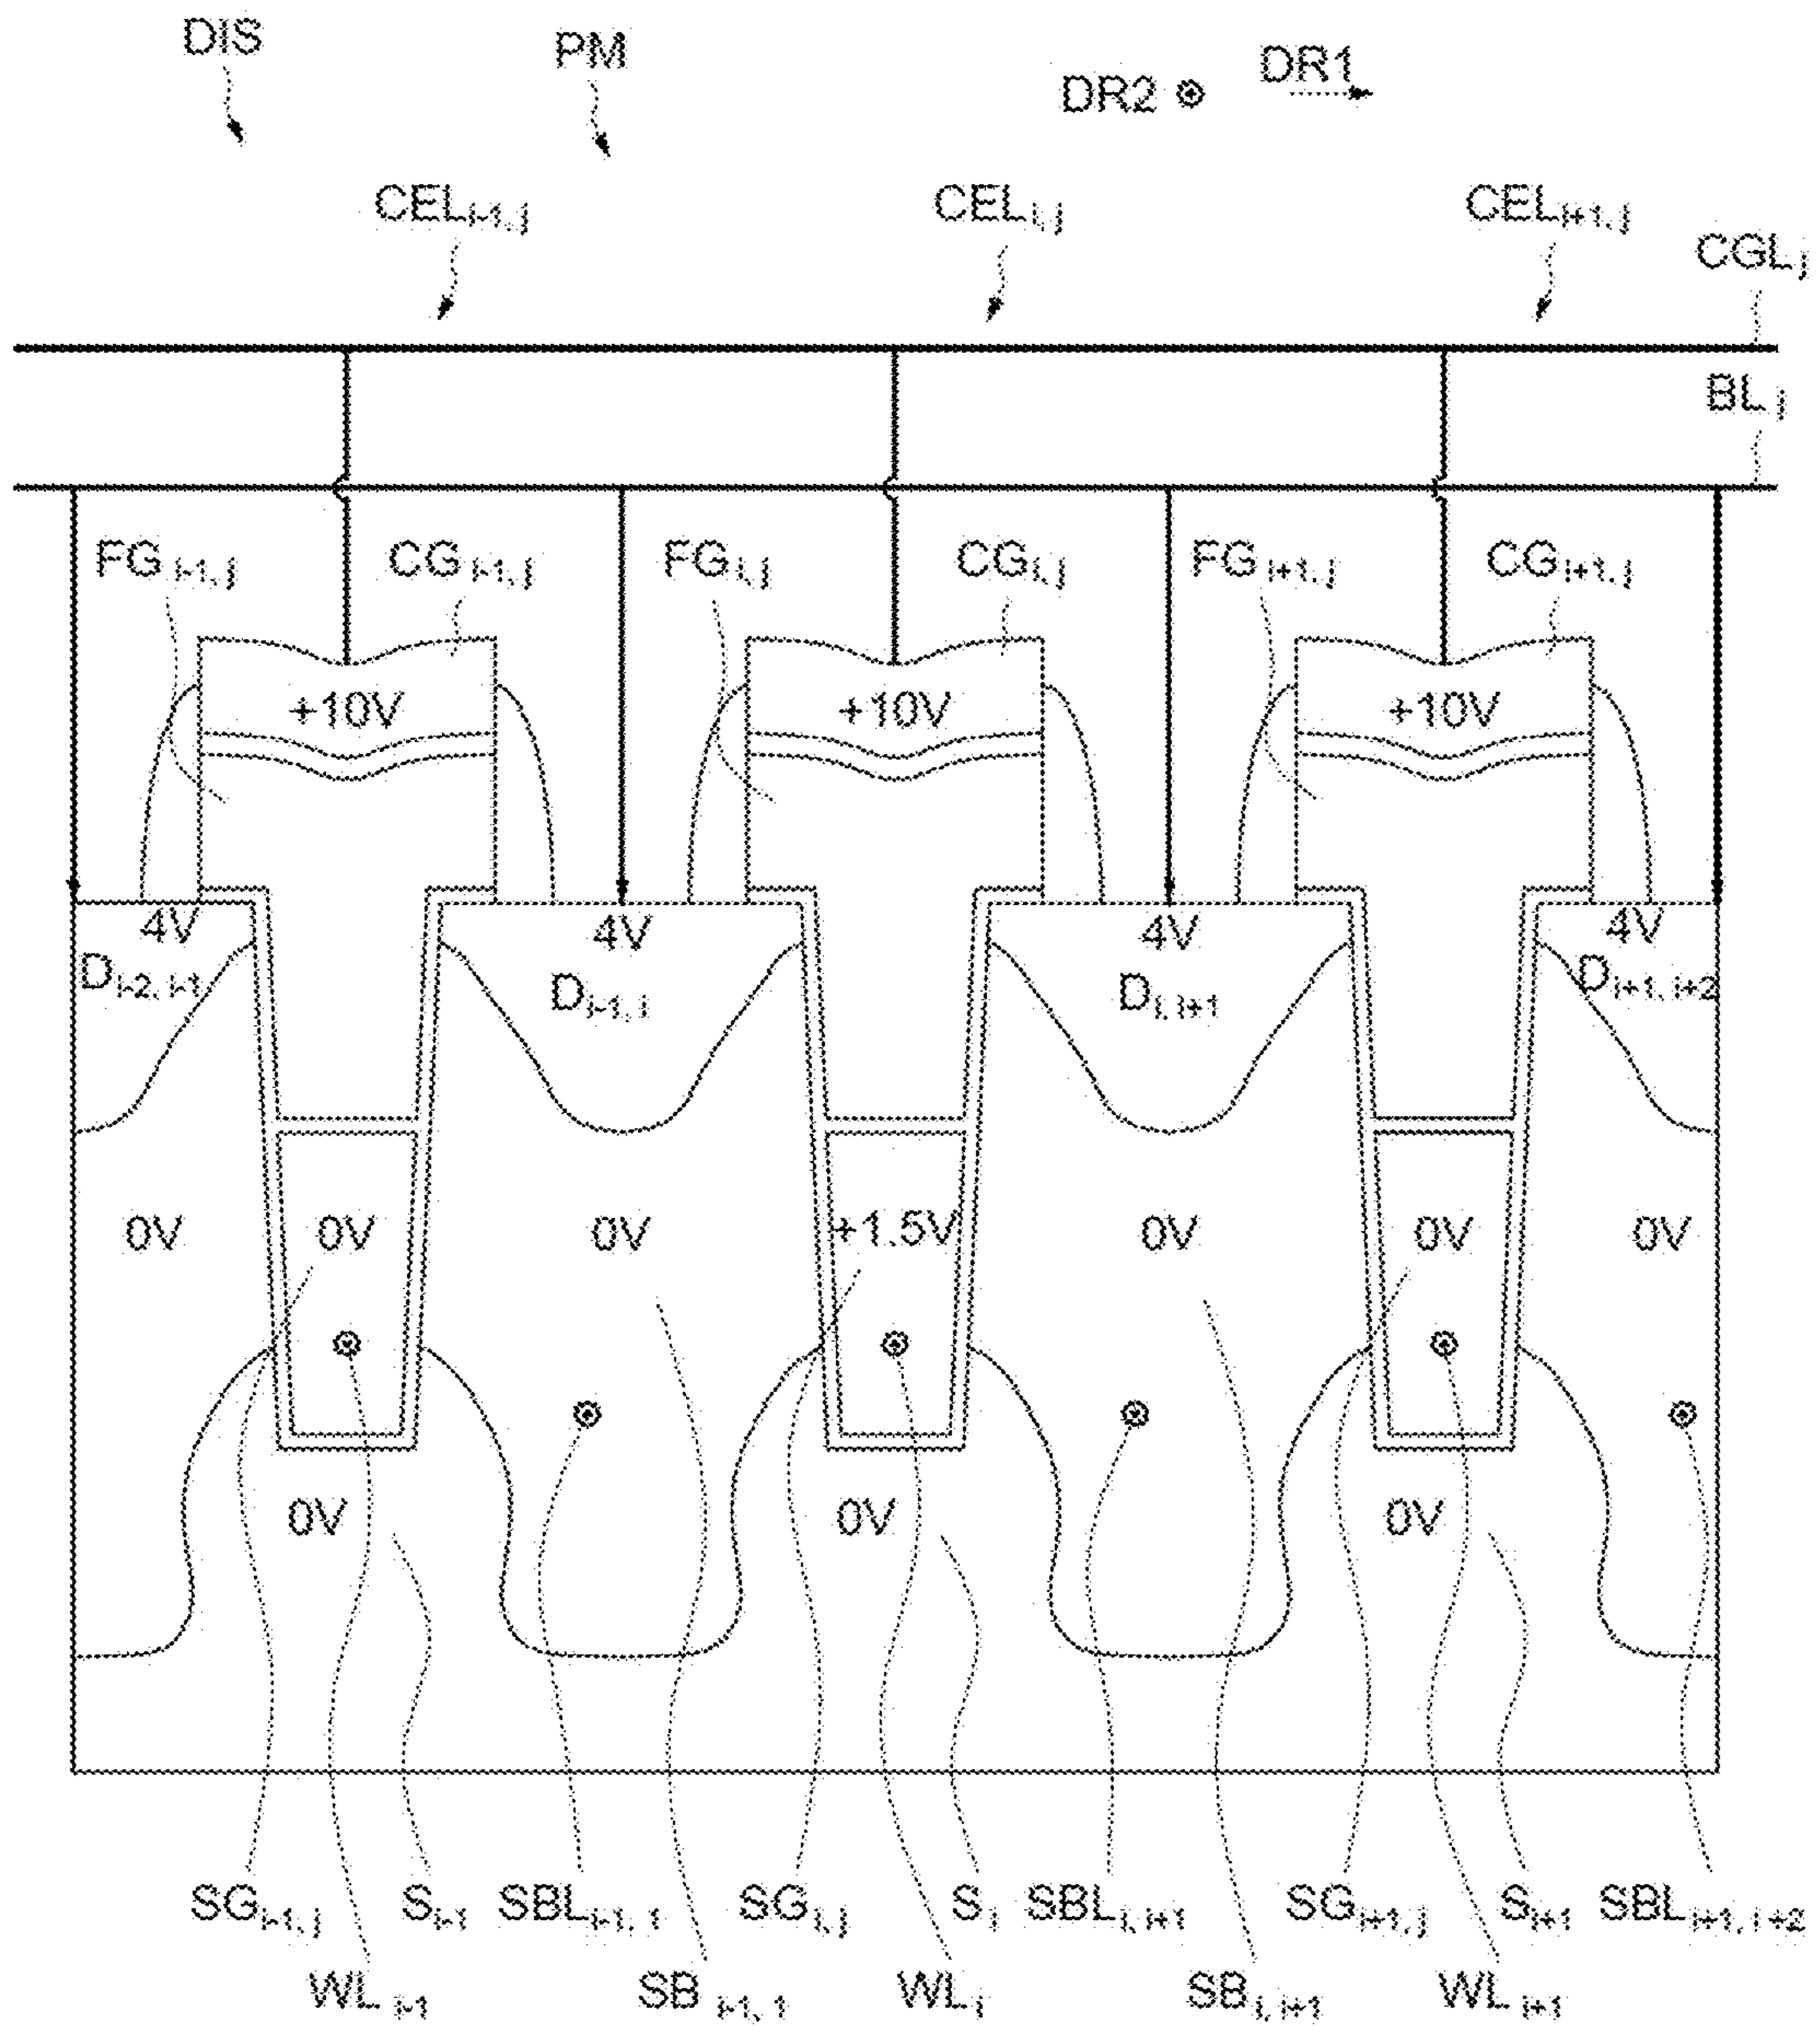 DIS PM DR2 DR1
CEL i-1, j CEL i, j CEL i+1, j
CGL j
BL j
FG i-1, j CG i-1, j FG i, j CG i, j FG i+1, j CG i+1, j
+10V +10V +10V
4V 4V 4V 4V
D i-2, i-1 D i-1, i D i, i+1 D i+1, i+2
0V 0V 0V +1.5V 0V 0V 0V
0V 0V 0V
SG i-1, j S i-1 SBL i-1, 1 SG i, j S i SBL i, i+1 SG i+1, j S i+1 SBL i+1, i+2
WL i-1 SB i-1, 1 WL i SB i, i+1 WL i+1